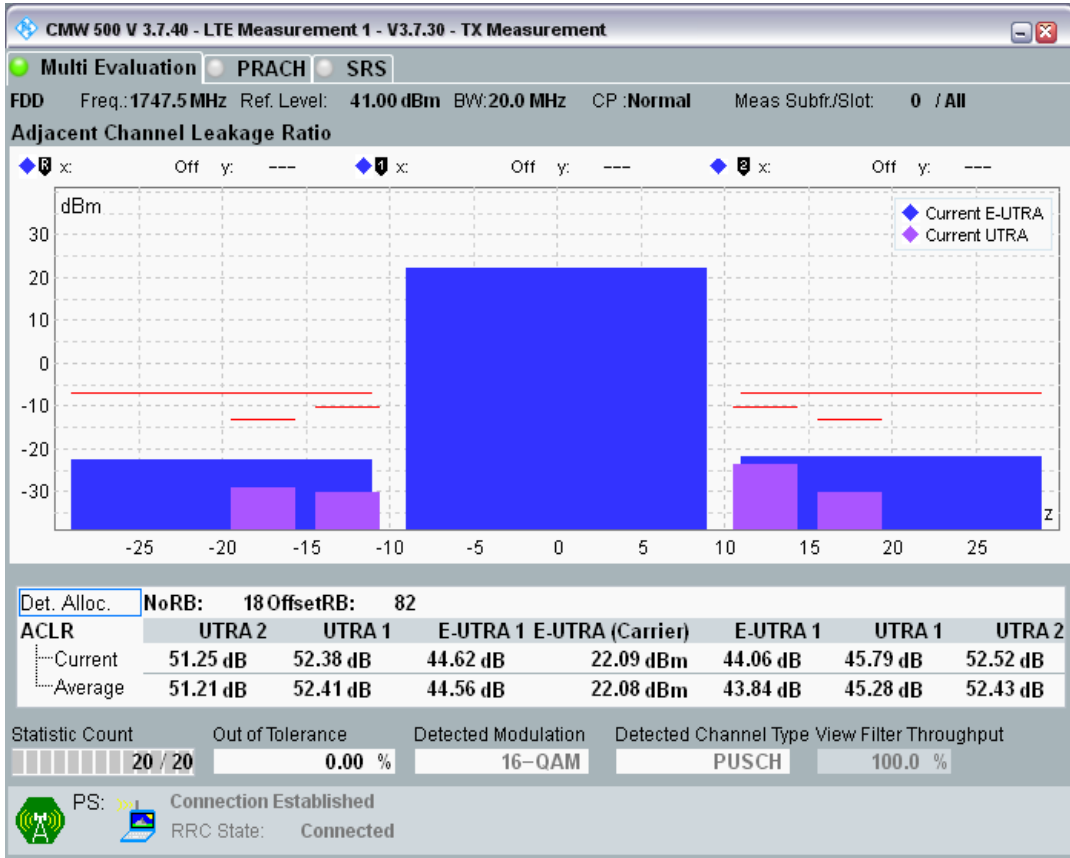 CMW 500 V 3.7.40 - LTE Measurement 1 - V3.7.30 - TX Measurement
Multi Evaluation PRACH SRS
FDD Freq.:1747.5 MHz Ref. Level: 41.00 dBm BW:20.0 MHz CP :Normal Meas Subfr./Slot: 0 / All
Adjacent Channel Leakage Ratio
R x: Off y: --- 1 x: Off y: --- 2 x: Off y: ---
dBm
Current E-UTRA
Current UTRA
30
20
10
0
-10
-20
-30
z
-25 -20 -15 -10 -5 0 5 10 15 20 25
Det. Alloc. NoRB: 18 OffsetRB: 82
ACLR UTRA 2 UTRA 1 E-UTRA 1 E-UTRA (Carrier) E-UTRA 1 UTRA 1 UTRA 2
Current 51.25 dB 52.38 dB 44.62 dB 22.09 dBm 44.06 dB 45.79 dB 52.52 dB
Average 51.21 dB 52.41 dB 44.56 dB 22.08 dBm 43.84 dB 45.28 dB 52.43 dB
Statistic Count Out of Tolerance Detected Modulation Detected Channel Type View Filter Throughput
20 / 20 0.00 % 16-QAM PUSCH 100.0 %
PS: Connection Established
RRC State: Connected